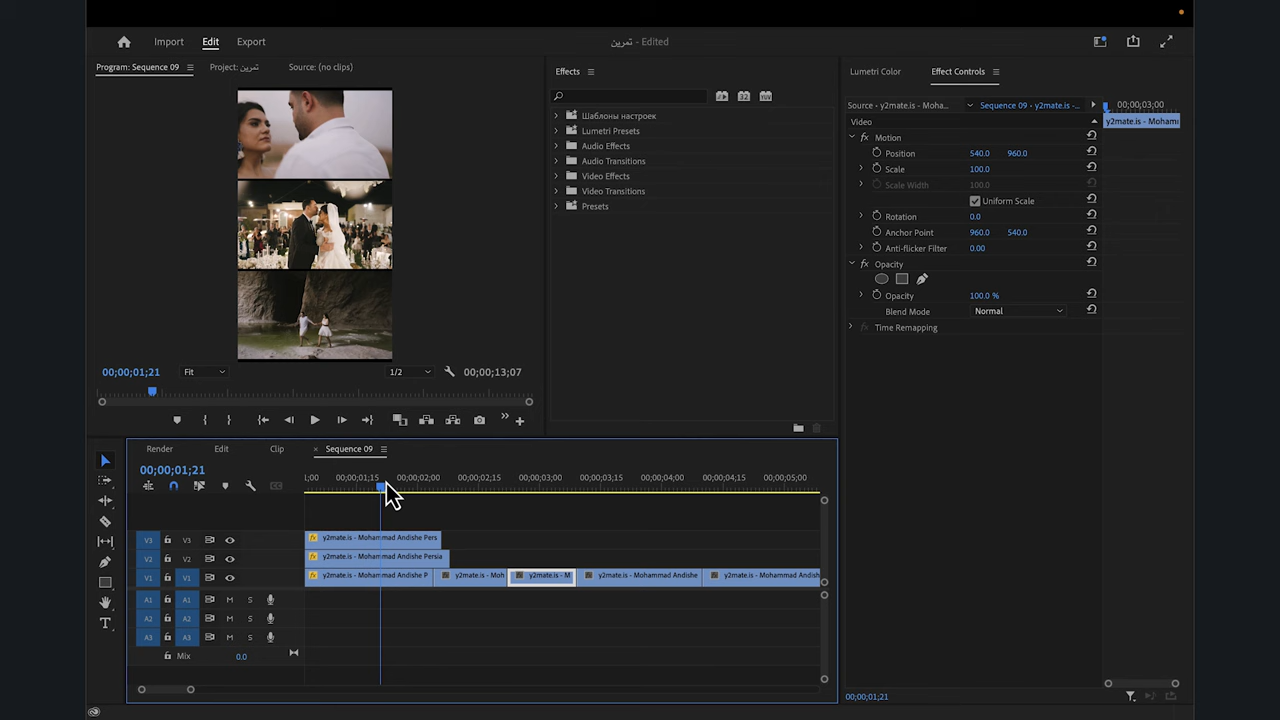 Import Edit Export
تمرین - Edited
Program: Sequence 09 Project: تمرین Source: (no clips)
Effects
Lumetri Color Effect Controls
Source · y2mate.is - Moha... Sequence 09 · y2mate.is -... 00;00;03;00
Video y2mate.is - Mohamm
Motion
Position 540.0 960.0
Scale 100.0
Scale Width 100.0
Uniform Scale
Rotation 0.0
Anchor Point 960.0 540.0
Anti-flicker Filter 0.00
Opacity
Opacity 100.0 %
Blend Mode Normal
Time Remapping
Шаблоны настроек
Lumetri Presets
Audio Effects
Audio Transitions
Video Effects
Video Transitions
Presets
00;00;01;21 Fit 1/2 00;00;13;07
Render Edit Clip Sequence 09
00;00;01;21
;00 00;00;01;15 00;00;02;00 00;00;02;15 00;00;03;00 00;00;03;15 00;00;04;00 00;00;04;15 00;00;05;00
V3 V3 y2mate.is - Mohammad Andishe Pers
V2 V2 y2mate.is - Mohammad Andishe Persia
V1 V1 y2mate.is - Mohammad Andishe P y2mate.is - Moh y2mate.is - M y2mate.is - Mohammad Andishe y2mate.is - Mohammad Andish
A1 A1 M S
A2 A2 M S
A3 A3 M S
Mix 0.0
00;00;01;21